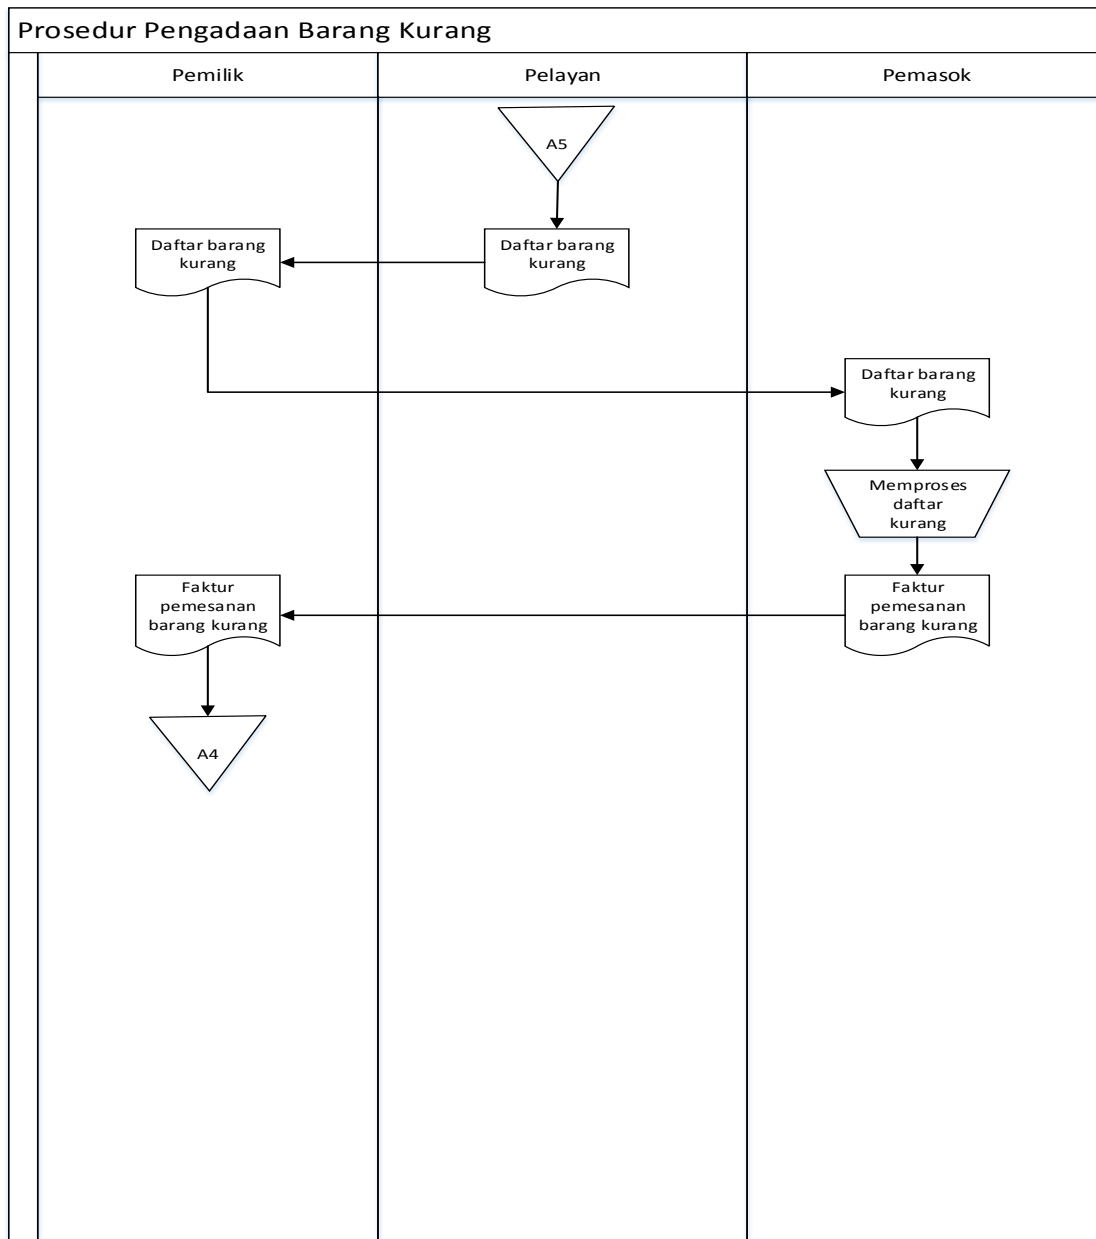 Prosedur Pengadaan Barang Kurang
Pemilik
Pelayan
Pemasok
A5
Daftar barang
kurang
Daftar barang
kurang
Daftar barang
kurang
Memproses
daftar
kurang
Faktur
pemesanan
barang kurang
Faktur
pemesanan
barang kurang
A4